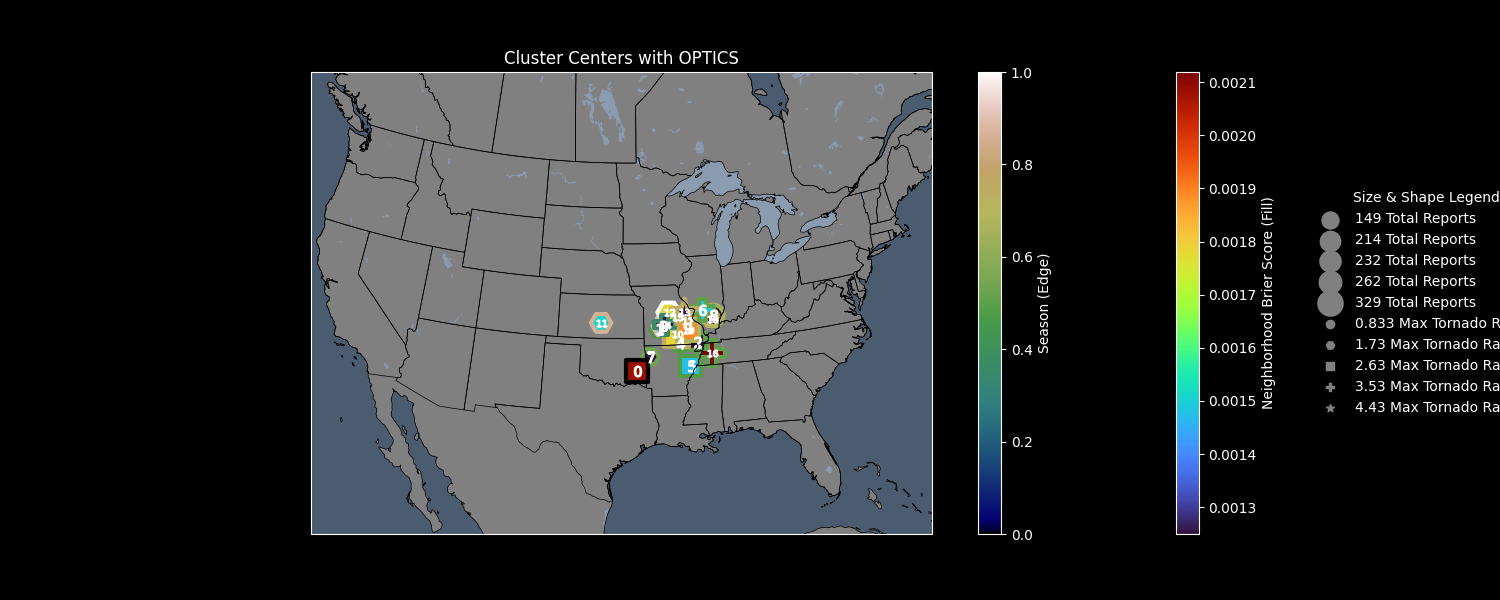 Cluster Centers with OPTICS
1.0
0.8
0.6
0.4
0.2
0.0
Season (Edge)
0.0021
0.0020
0.0019
0.0018
0.0017
0.0016
0.0015
0.0014
0.0013
Neighborhood Brier Score (Fill)
Size & Shape Legend
149 Total Reports
214 Total Reports
232 Total Reports
262 Total Reports
329 Total Reports
0.833 Max Tornado Ra
1.73 Max Tornado Ra
2.63 Max Tornado Ra
3.53 Max Tornado Ra
4.43 Max Tornado Ra
6
11
7
16
0